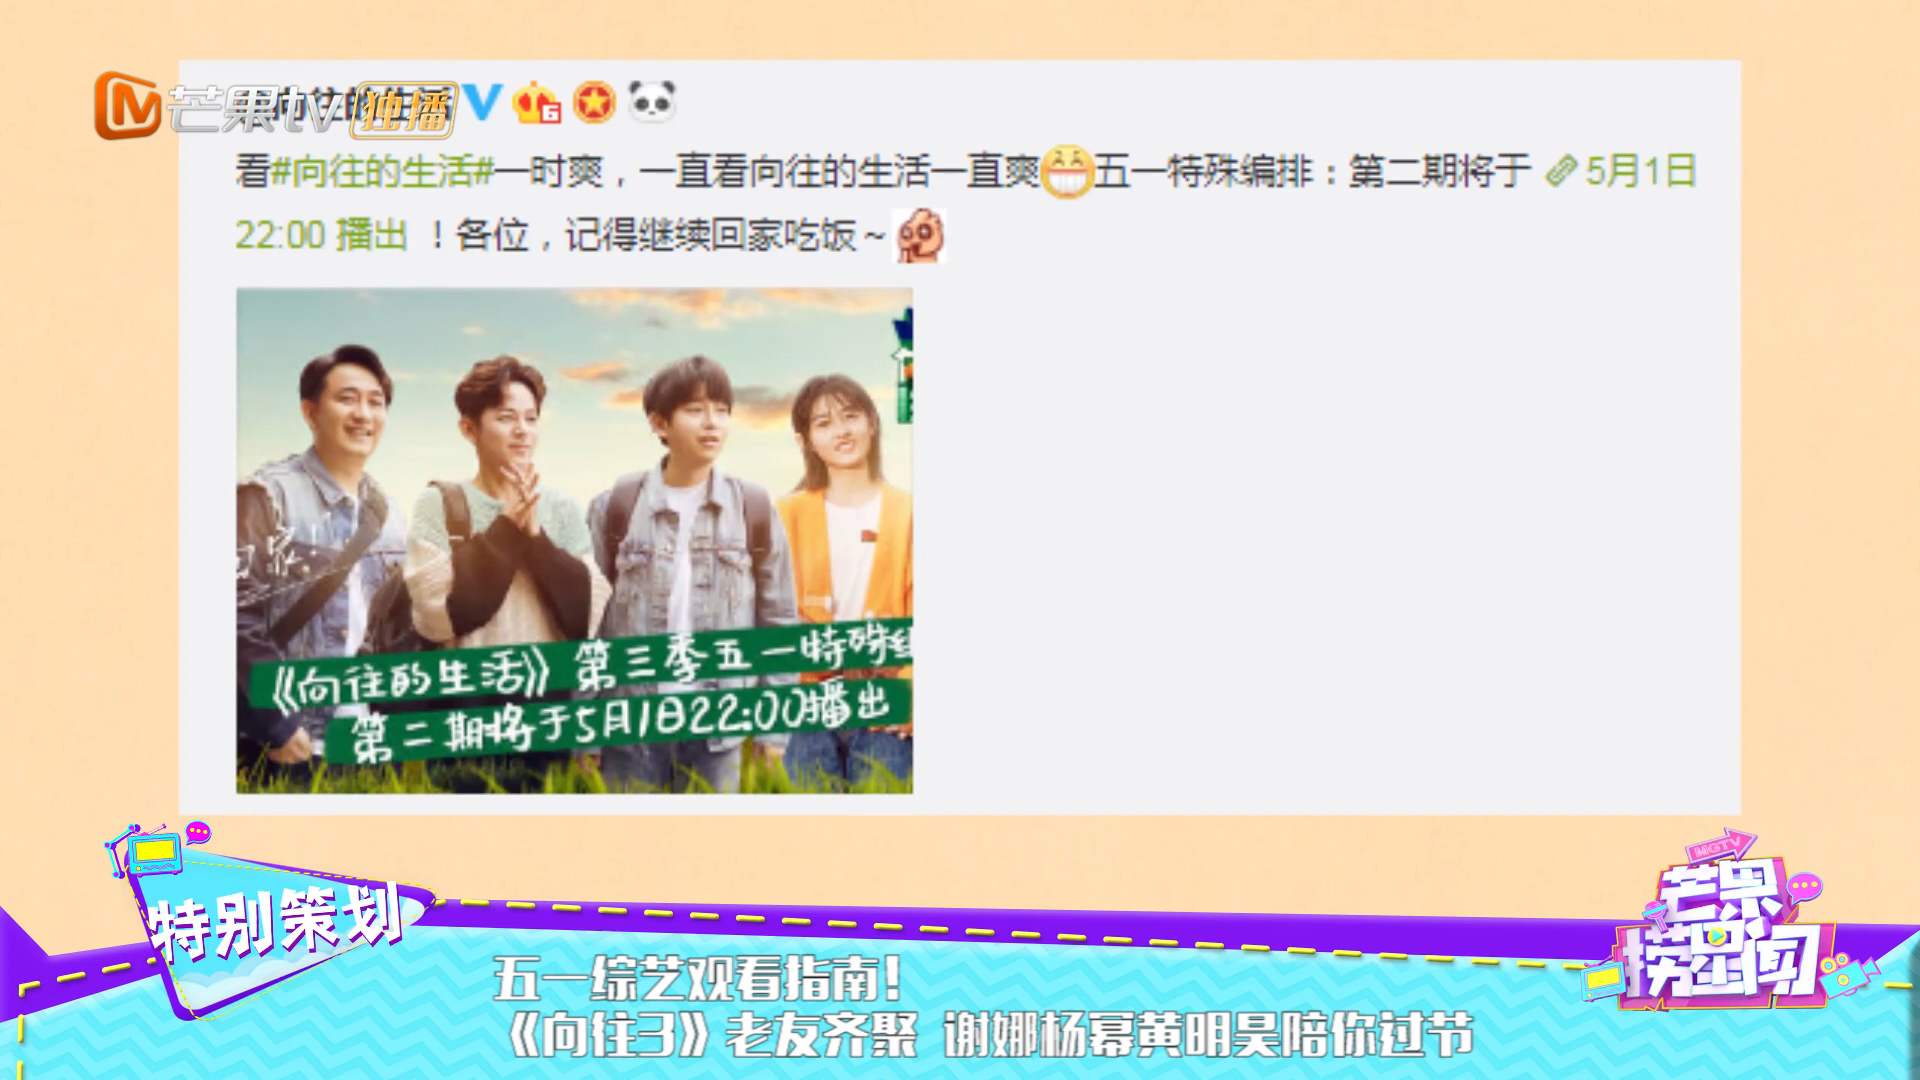 芒果tv 独播
向往的生活
看#向往的生活#一时爽，一直看向往的生活一直爽五一特殊编排：第二期将于 5月1日
22:00 播出 ！各位，记得继续回家吃饭～
《向往的生活》第三季五一特殊
第二期将于5月1日22:00播出
特别策划
MGTV
芒果
捞星闻
五一综艺观看指南！
《向往3》老友齐聚 谢娜杨幂黄明昊陪你过节